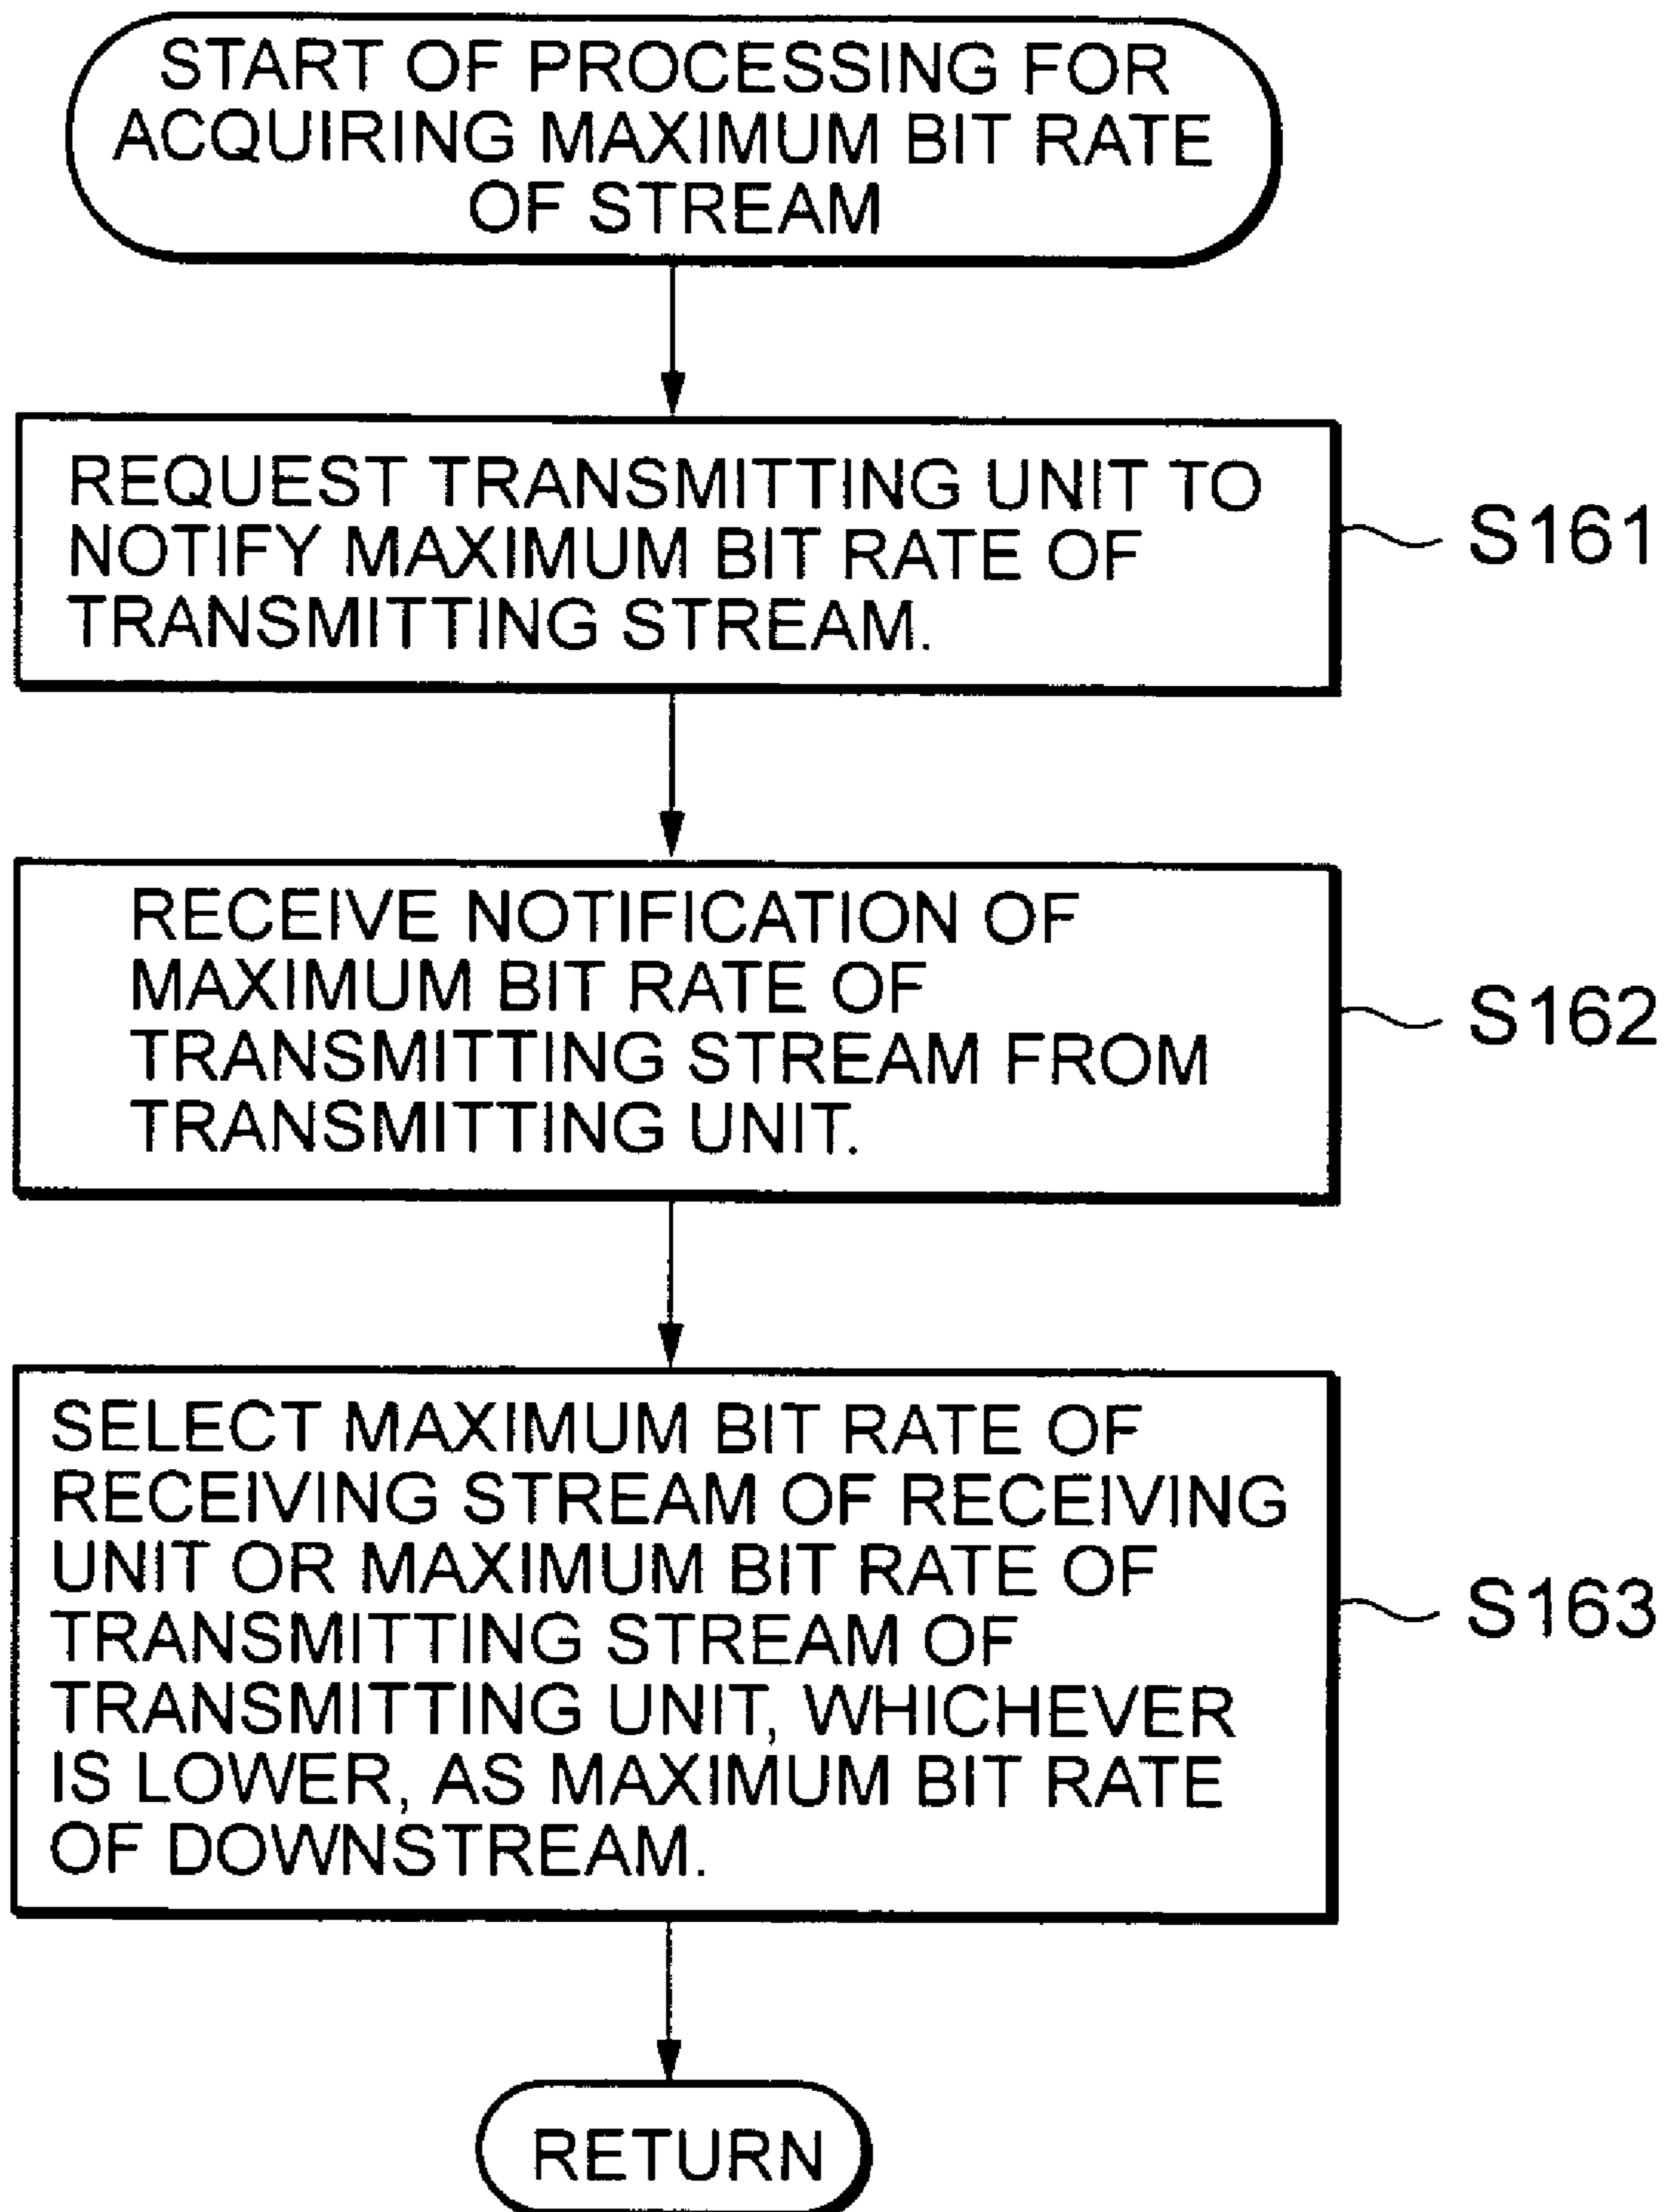 START OF PROCESSING FOR
ACQUIRING MAXIMUM BIT RATE
OF STREAM
REQUEST TRANSMITTING UNIT TO
NOTIFY MAXIMUM BIT RATE OF
TRANSMITTING STREAM.
S161
RECEIVE NOTIFICATION OF
MAXIMUM BIT RATE OF
TRANSMITTING STREAM FROM
TRANSMITTING UNIT.
S162
SELECT MAXIMUM BIT RATE OF
RECEIVING STREAM OF RECEIVING
UNIT OR MAXIMUM BIT RATE OF
TRANSMITTING STREAM OF
TRANSMITTING UNIT, WHICHEVER
IS LOWER, AS MAXIMUM BIT RATE
OF DOWNSTREAM.
S163
RETURN